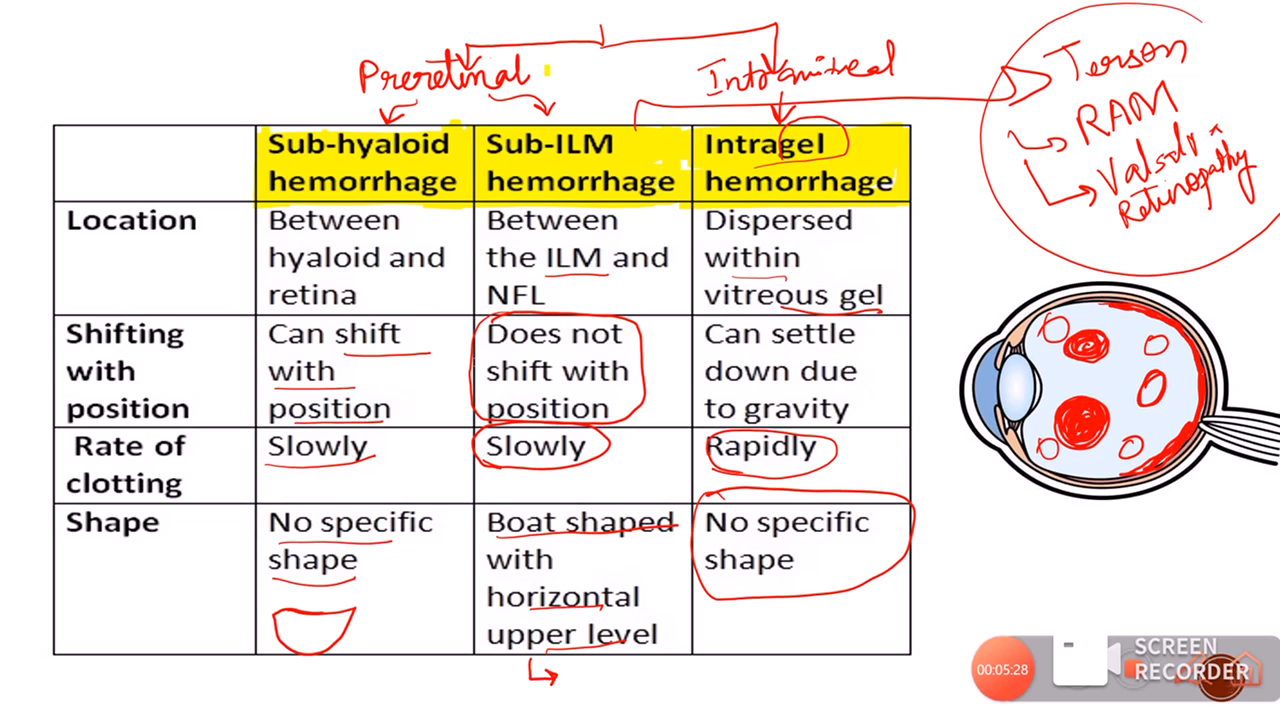 Preretinal
Intravitreal
Terson
RAM
Valsalva
Retinopathy
Sub-hyaloid
hemorrhage
Sub-ILM
hemorrhage
Intragel
hemorrhage
Location
Between
hyaloid and
retina
Between
the ILM and
NFL
Dispersed
within
vitreous gel
Shifting
with
position
Can shift
with
position
Does not
shift with
position
Can settle
down due
to gravity
Rate of
clotting
Slowly
Slowly
Rapidly
Shape
No specific
shape
Boat shaped
with
horizontal
upper level
No specific
shape
00:05:28
SCREEN
RECORDER